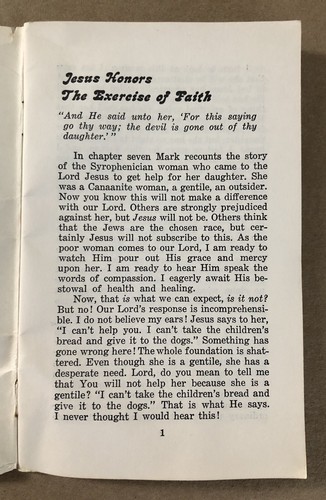 Jesus Honors
The Exercise of Faith
"And He said unto her, 'For this saying
go thy way; the devil is gone out of thy
daughter.' "
In chapter seven Mark recounts the story
of the Syrophenician woman who came to the
Lord Jesus to get help for her daughter. She
was a Canaanite woman, a gentile, an outsider.
Now you know this will not make a difference
with our Lord. Others are strongly prejudiced
against her, but Jesus will not be. Others think
that the Jews are the chosen race, but cer-
tainly Jesus will not subscribe to this. As the
poor woman comes to our Lord, I am ready to
watch Him pour out His grace and mercy
upon her. I am ready to hear Him speak the
words of compassion. I eagerly await His be-
stowal of health and healing.
Now, that is what we can expect, is it not?
But no! Our Lord's response is incomprehensi-
ble. I do not believe my ears! Jesus says to her,
"I can't help you. I can't take the children's
bread and give it to the dogs." Something has
gone wrong here! The whole foundation is shat-
tered. Even though she is a gentile, she has a
desperate need. Lord, do you mean to tell me
that You will not help her because she is a
gentile? "I can't take the children's bread and
give it to the dogs." That is what He says.
I never thought I would hear this!
1